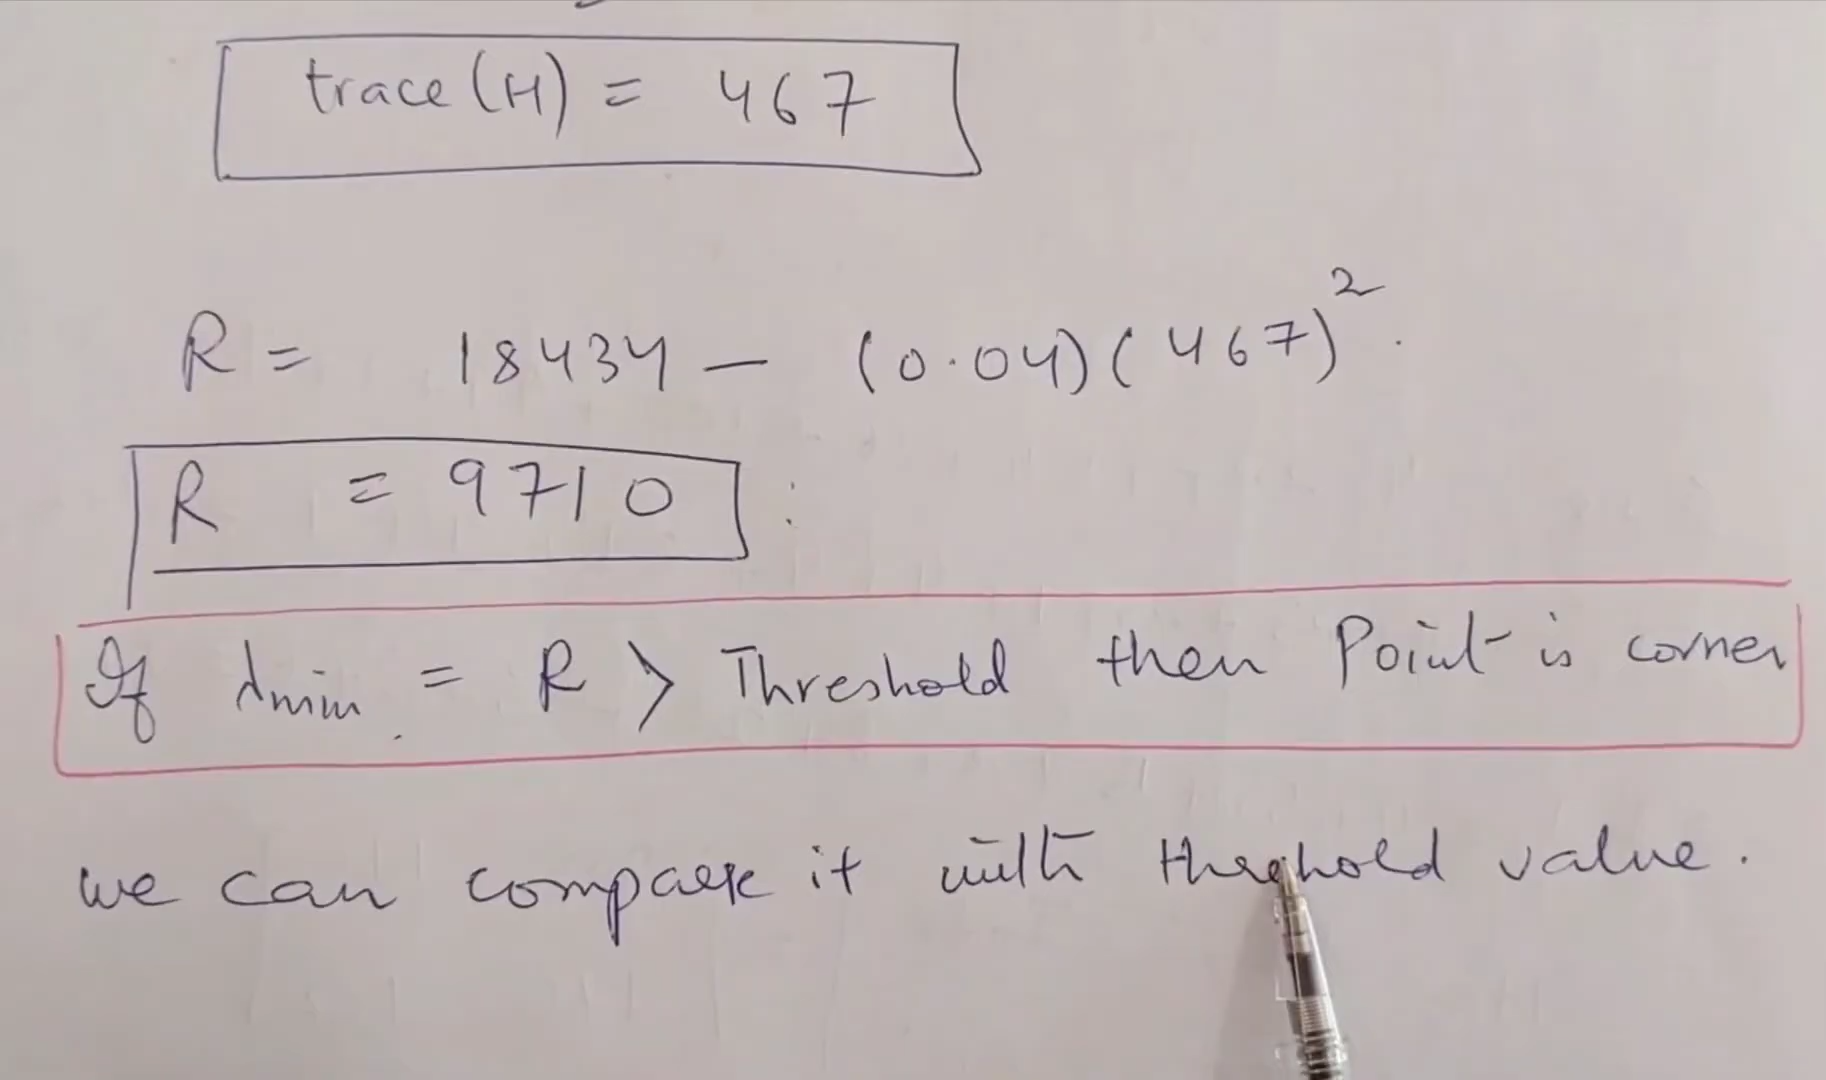 trace (H) = 467
R = 18434 - (0.04)(467)²
R = 9710
If λmin = R > Threshold then Point is corner
we can compare it with threshold value.